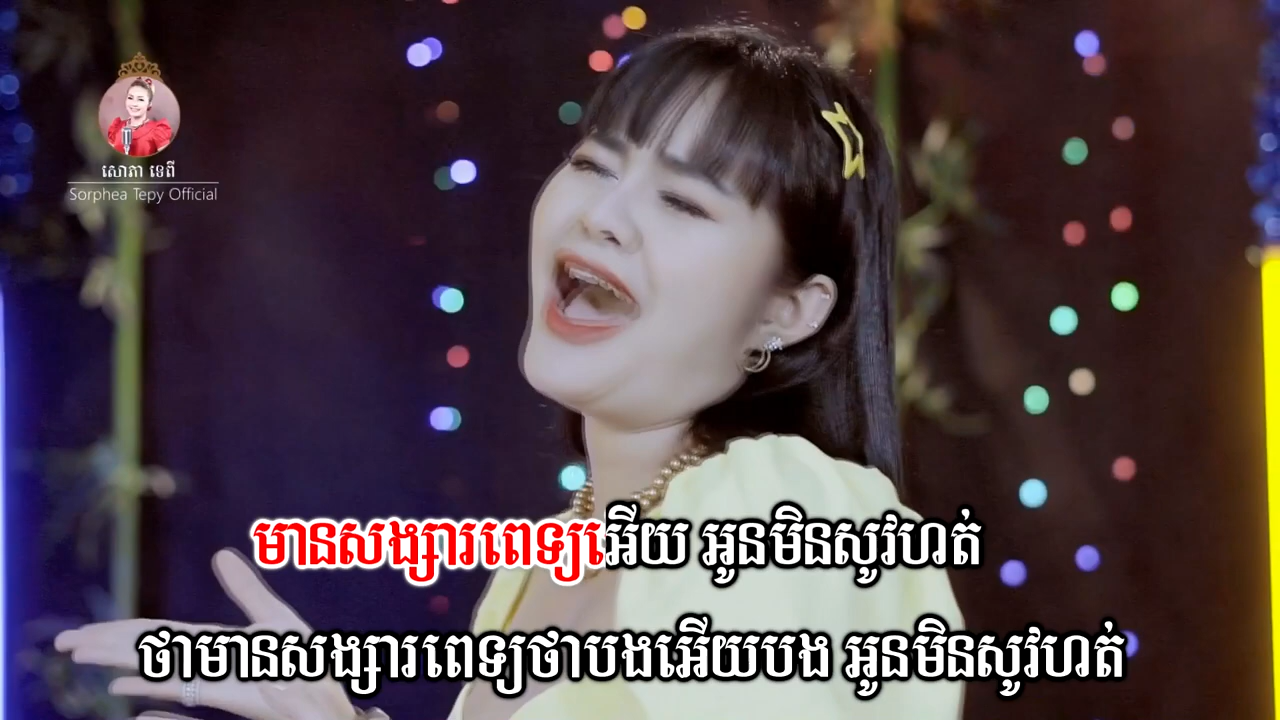 សោភា ទេពី
Sorphea Tepy Official
មានសង្សារពេទ្យអើយ អូនមិនសូវហត់
ថាមានសង្សារពេទ្យថាបងអើយបង អូនមិនសូវហត់